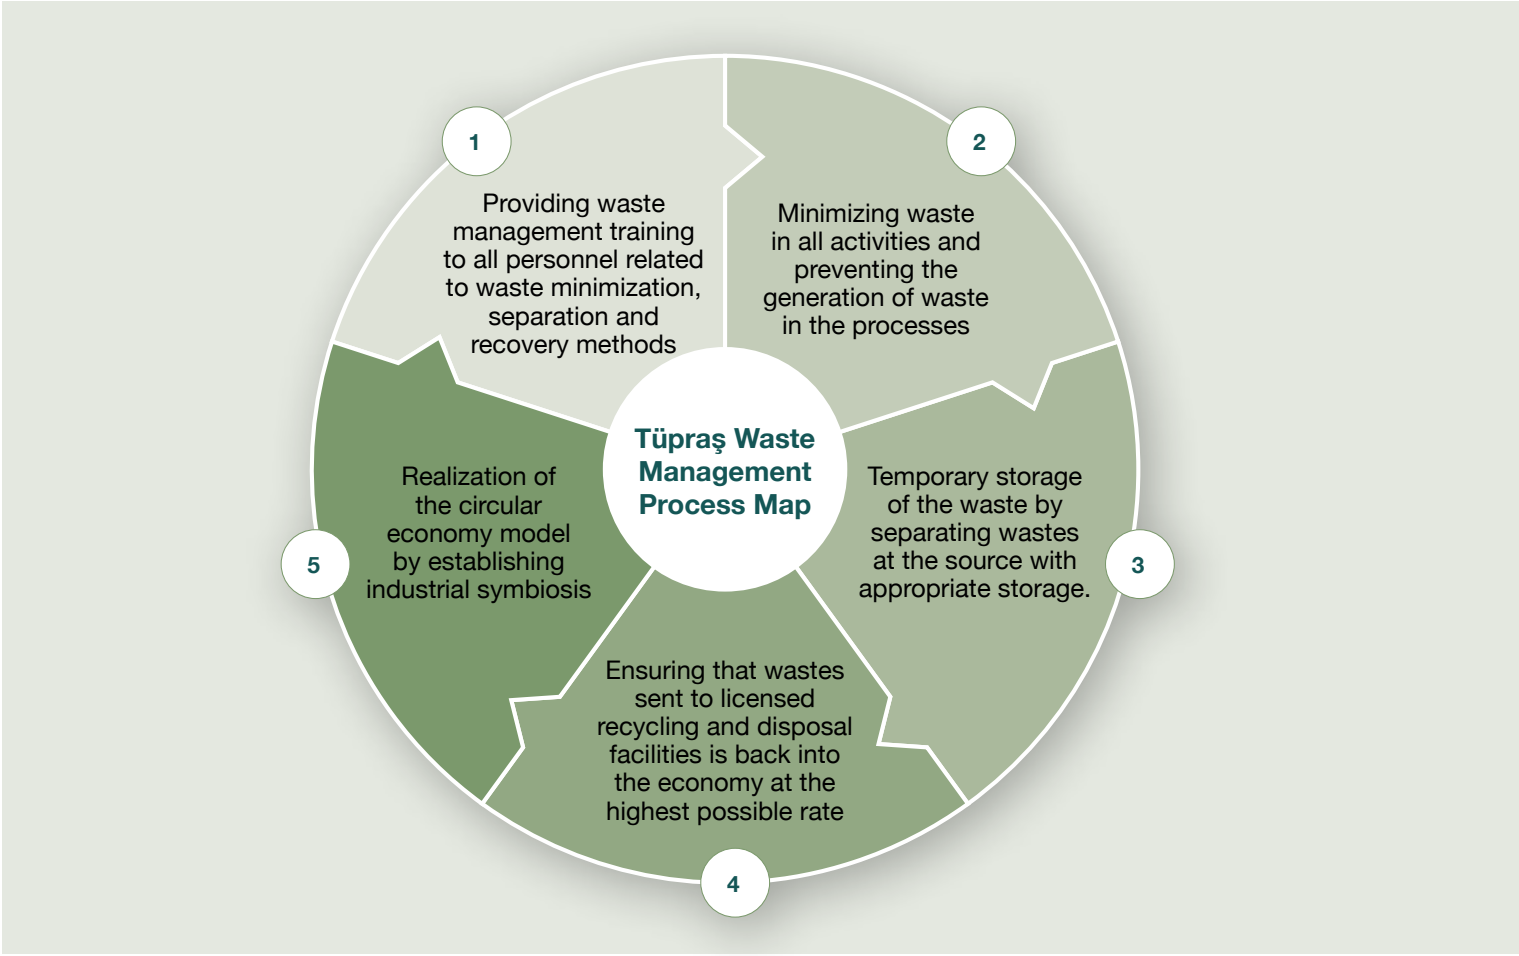 1
Providing waste
management training
to all personnel related
to waste minimization,
separation and
recovery methods
2
Minimizing waste
in all activities and
preventing the
generation of waste
in the processes
Tüpraş Waste
Management
Process Map
3
Temporary storage
of the waste by
separating wastes
at the source with
appropriate storage.
4
Ensuring that wastes
sent to licensed
recycling and disposal
facilities is back into
the economy at the
highest possible rate
5
Realization of
the circular
economy model
by establishing
industrial symbiosis